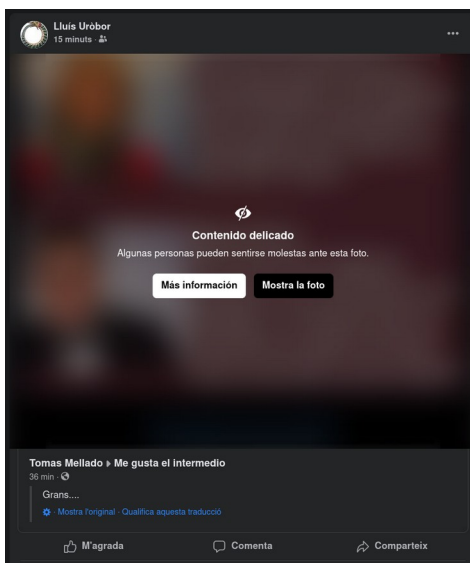 Lluís Uròbor
15 minuts ·
Contenido delicado
Algunas personas pueden sentirse molestas ante esta foto.
Más información
Mostra la foto
Tomas Mellado ▸ Me gusta el intermedio
36 min ·
Grans....
· Mostra l'original · Qualifica aquesta traducció
M'agrada
Comenta
Comparteix